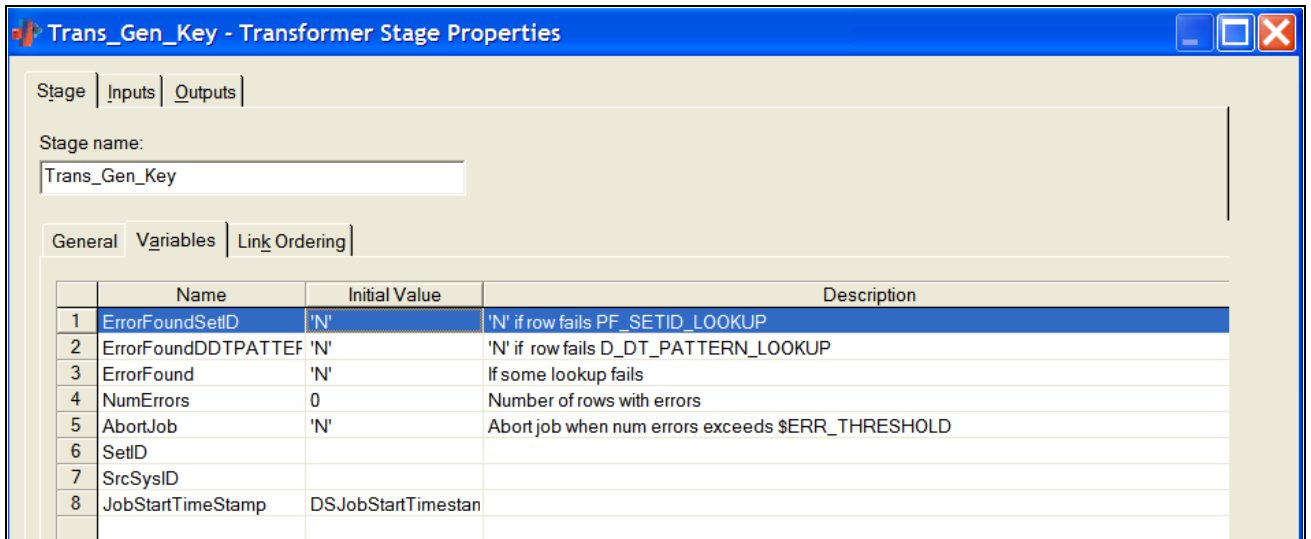 Trans_Gen_Key - Transformer Stage Properties
Stage Inputs Outputs
Stage name:
Trans_Gen_Key
General Variables Link Ordering
Name Initial Value Description
1 ErrorFoundSetID 'N' 'N' if row fails PF_SETID_LOOKUP
2 ErrorFoundDDTPATTER 'N' 'N' if row fails D_DT_PATTERN_LOOKUP
3 ErrorFound 'N' If some lookup fails
4 NumErrors 0 Number of rows with errors
5 AbortJob 'N' Abort job when num errors exceeds $ERR_THRESHOLD
6 SetID
7 SrcSysID
8 JobStartTimeStamp DSJobStartTimestan